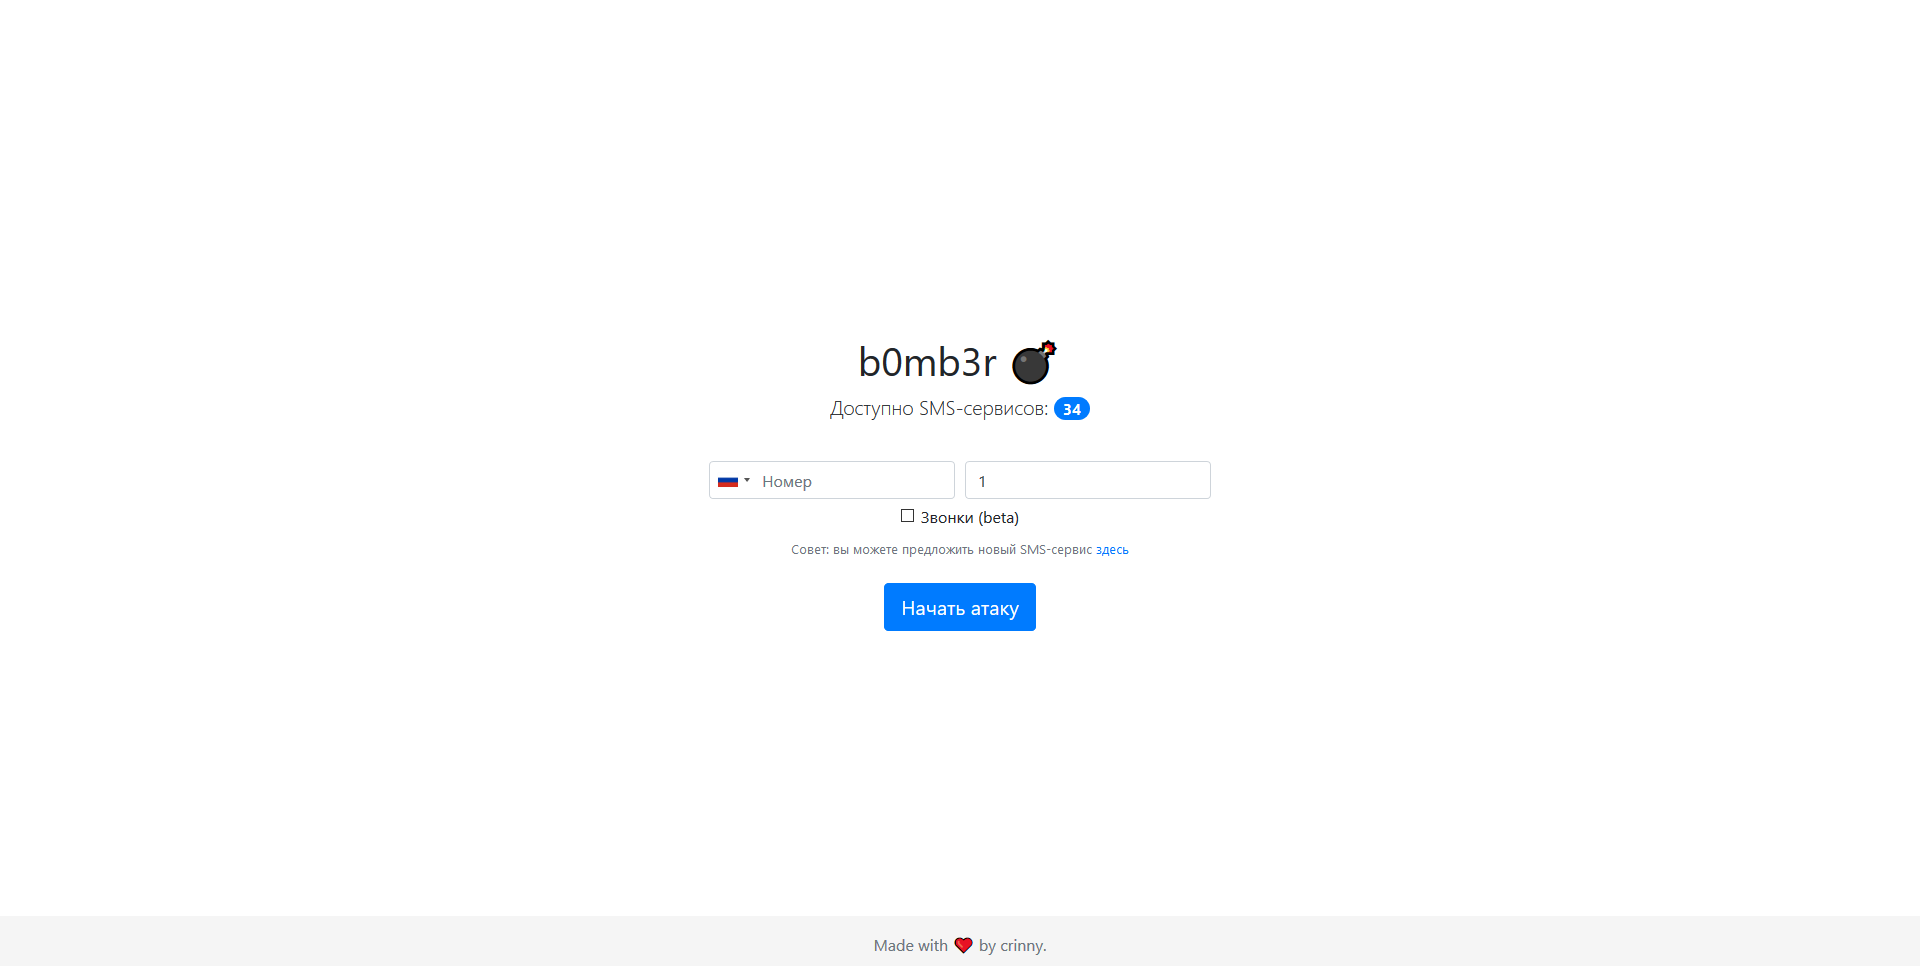 b0mb3r
Доступно SMS-сервисов: 34
Номер
1
Звонки (beta)
Совет: вы можете предложить новый SMS-сервис здесь
Начать атаку
Made with ❤ by crinny.